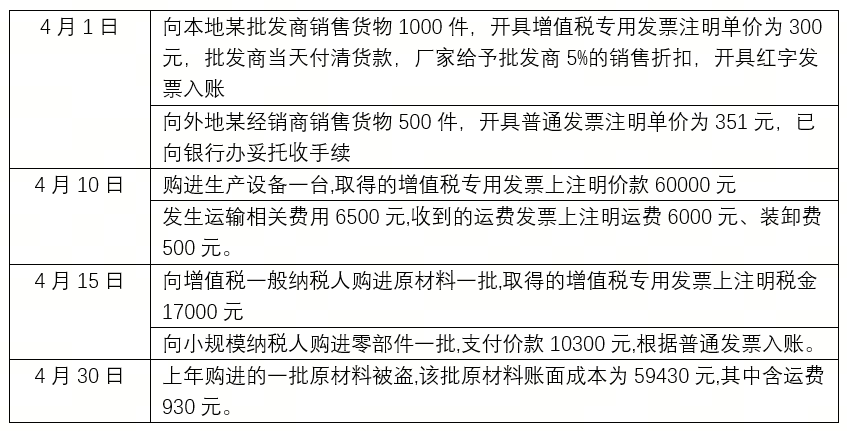 4月1日
向本地某批发商销售货物 1000 件，开具增值税专用发票注明单价为 300
元，批发商当天付清货款，厂家给予批发商 5%的销售折扣，开具红字发
票入账
向外地某经销商销售货物 500 件，开具普通发票注明单价为 351 元，已
向银行办妥托收手续
4月10日
购进生产设备一台,取得的增值税专用发票上注明价款 60000 元
发生运输相关费用 6500 元,收到的运费发票上注明运费 6000 元、装卸费
500 元。
4月15日
向增值税一般纳税人购进原材料一批,取得的增值税专用发票上注明税金
17000 元
向小规模纳税人购进零部件一批,支付价款 10300 元,根据普通发票入账。
4月30日
上年购进的一批原材料被盗,该批原材料账面成本为 59430 元,其中含运费
930 元。